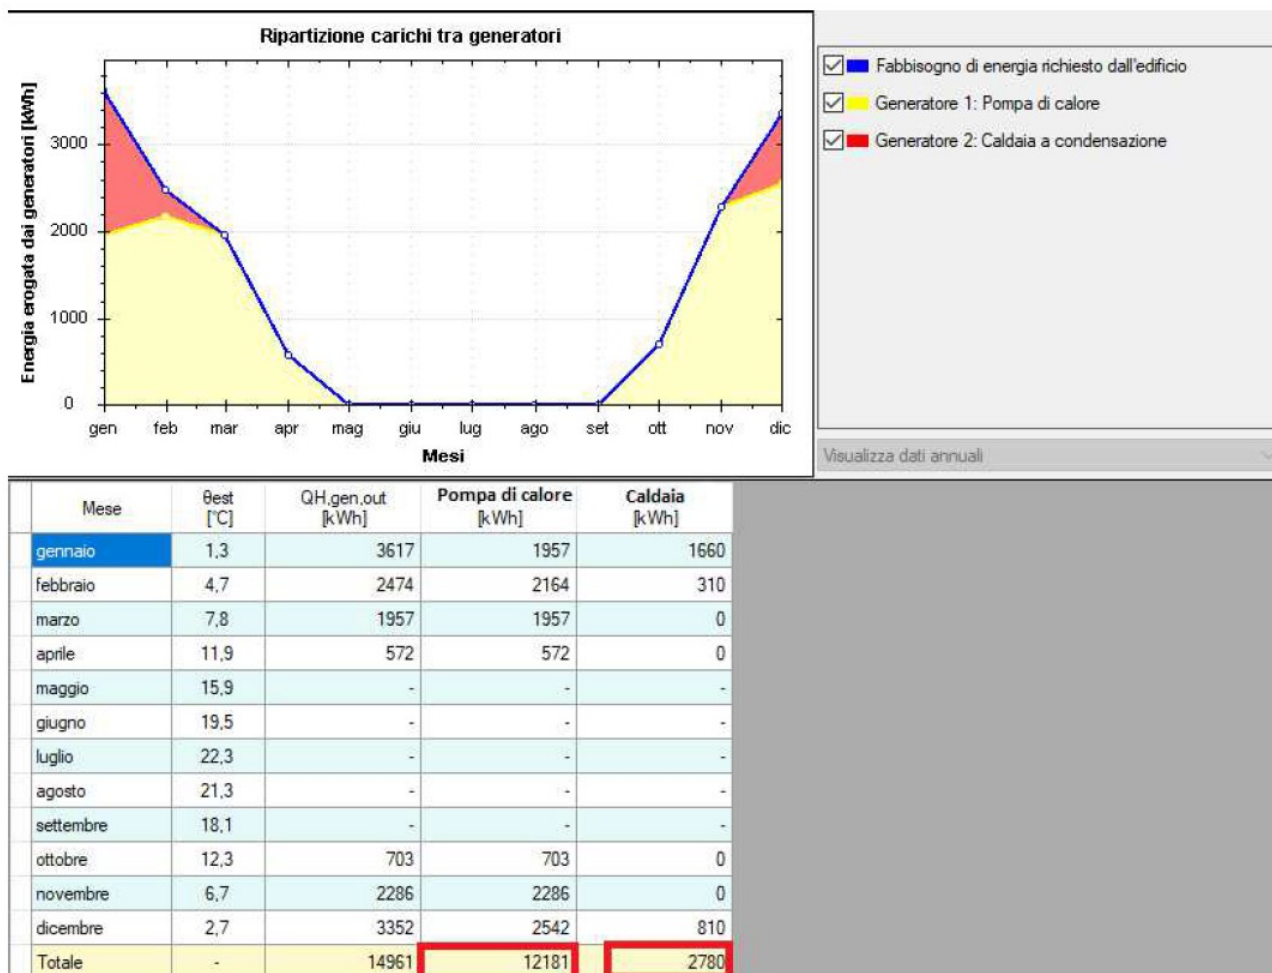 Ripartizione carichi tra generatori
Energia erogata dai generatori [kWh]
3000
2000
1000
0
gen feb mar apr mag giu lug ago set ott nov dic
Mesi
Fabbisogno di energia richiesto dall'edificio
Generatore 1: Pompa di calore
Generatore 2: Caldaia a condensazione
Visualizza dati annuali
Mese θest [°C] QH,gen,out [kWh] Pompa di calore [kWh] Caldaia [kWh]
gennaio 1,3 3617 1957 1660
febbraio 4,7 2474 2164 310
marzo 7,8 1957 1957 0
aprile 11,9 572 572 0
maggio 15,9 - - -
giugno 19,5 - - -
luglio 22,3 - - -
agosto 21,3 - - -
settembre 18,1 - - -
ottobre 12,3 703 703 0
novembre 6,7 2286 2286 0
dicembre 2,7 3352 2542 810
Totale - 14961 12181 2780